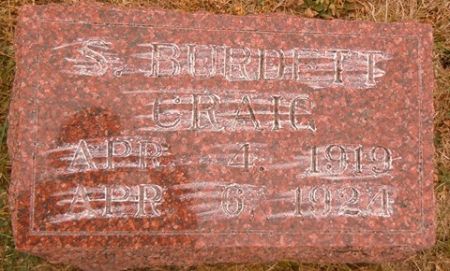 S. BURDETT
CRAIG
APR. 4, 1919
APR. 6, 1924